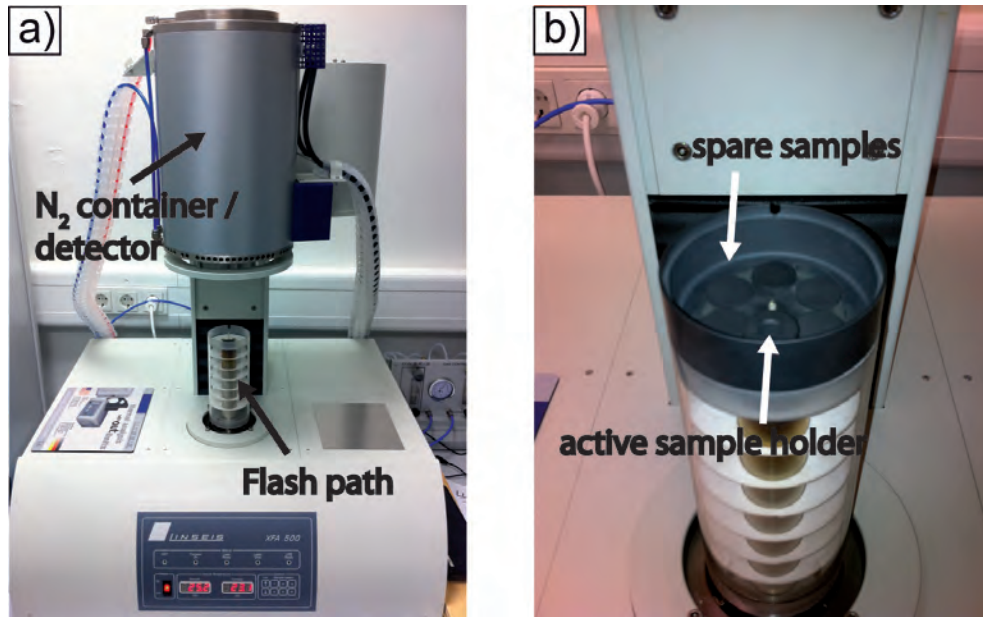 a)
N₂ container /
detector
Flash path
LINSEIS XFA 500
b)
spare samples
active sample holder